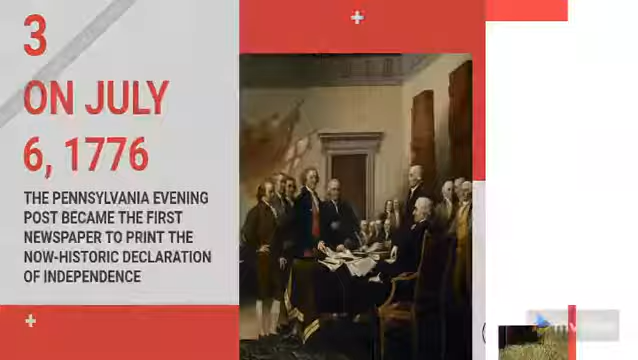 3
ON JULY
6, 1776
THE PENNSYLVANIA EVENING
POST BECAME THE FIRST
NEWSPAPER TO PRINT THE
NOW-HISTORIC DECLARATION
OF INDEPENDENCE